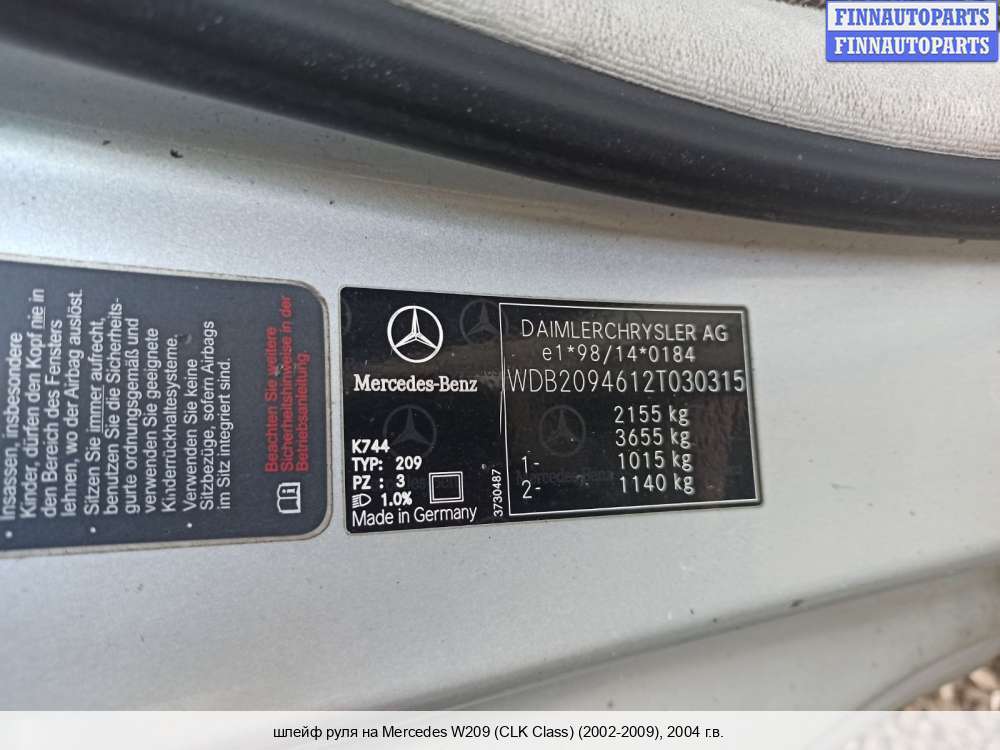 FINNAUTOPARTS
FINNAUTOPARTS
Insassen, insbesondere
Kinder, dürfen den Kopf nie in
den Bereich des Fensters
lehnen, wo der Airbag auslöst.
• Sitzen Sie immer aufrecht,
benutzen Sie die Sicherheits-
gurte ordnungsgemäß und
verwenden Sie geeignete
Kinderrückhaltesysteme.
• Verwenden Sie keine
Sitzbezüge, sofern Airbags
im Sitz integriert sind.
Beachten Sie weitere
Sicherheitshinweise in der
Betriebsanleitung.
Mercedes-Benz
K744
TYP: 209
PZ : 3
1.0%
Made in Germany
3730487
DAIMLERCHRYSLER AG
e1*98/14*0184
WDB2094612T030315
2155 kg
3655 kg
1- 1015 kg
2- 1140 kg
шлейф руля на Mercedes W209 (CLK Class) (2002-2009), 2004 г.в.